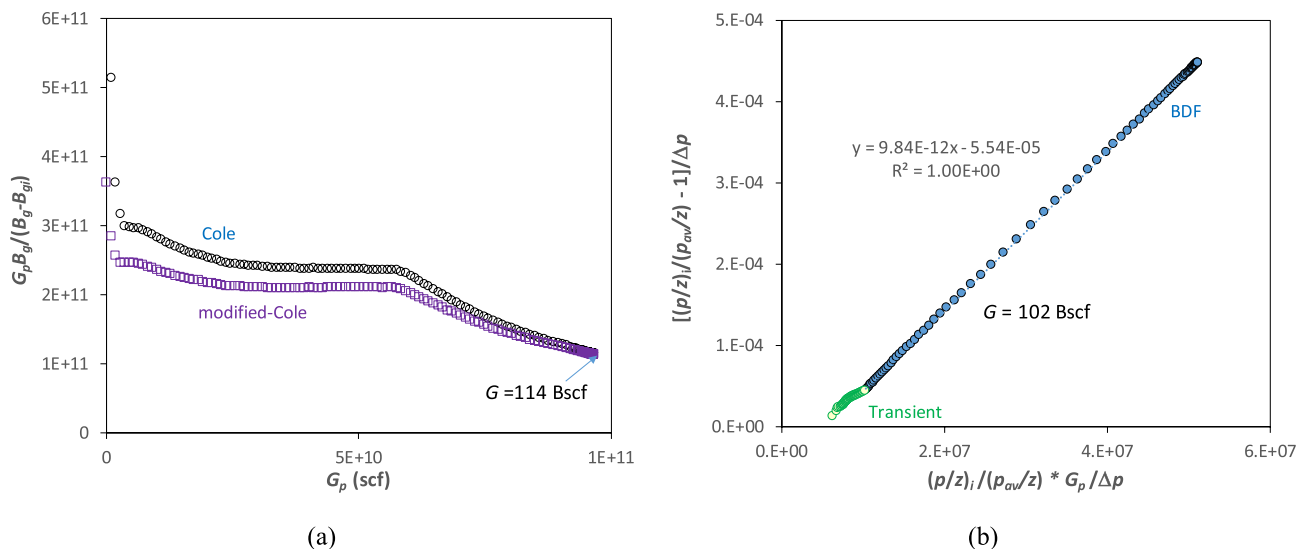 6E+11
5E+11
4E+11
3E+11
2E+11
1E+11
0
GpBg/(Bg-Bgi)
Cole
modified-Cole
G =114 Bscf
0
5E+10
1E+11
Gp (scf)
(a)
5.E-04
4.E-04
3.E-04
2.E-04
1.E-04
0.E+00
[(p/z)i/(pav/z) - 1]/Δp
BDF
y = 9.84E-12x - 5.54E-05
R² = 1.00E+00
G = 102 Bscf
Transient
0.E+00
2.E+07
4.E+07
6.E+07
(p/z)i/(pav/z) * Gp /Δp
(b)